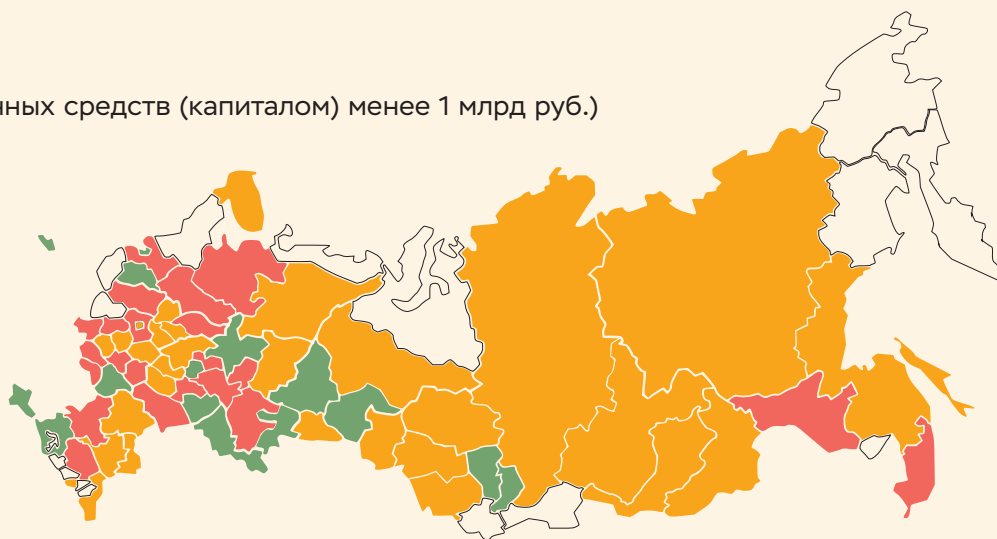 нных средств (капиталом) менее 1 млрд руб.)